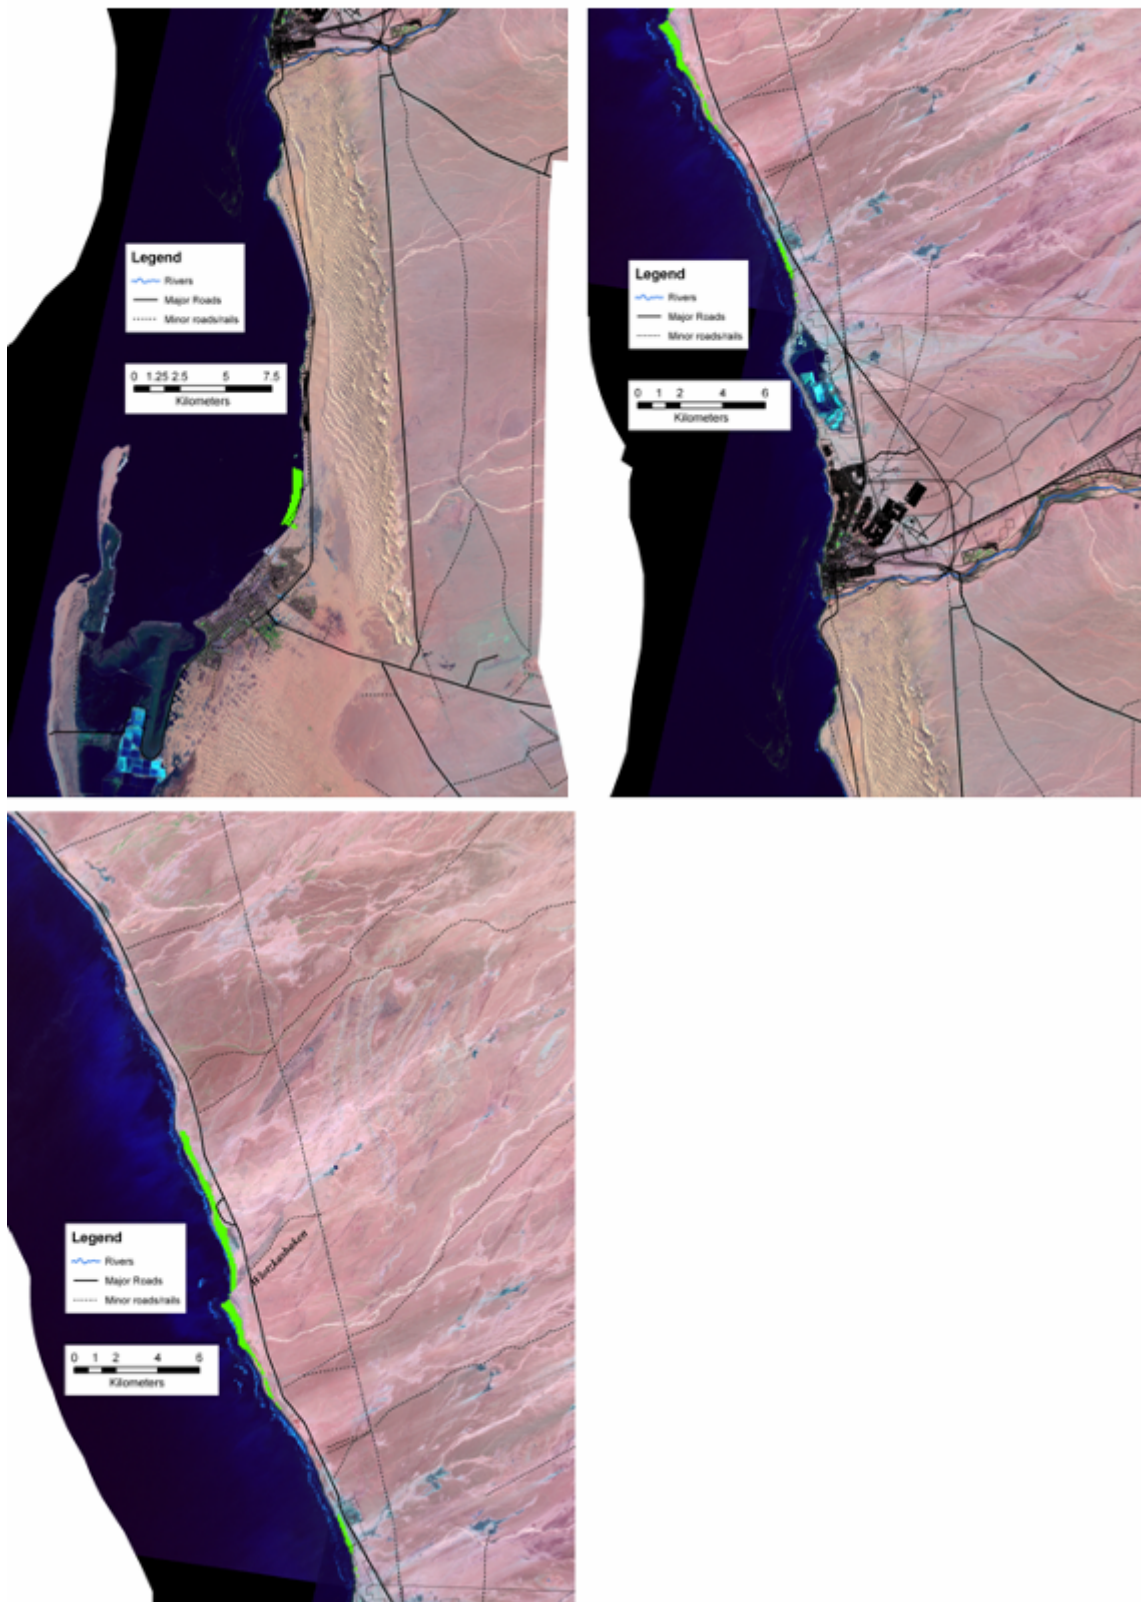 Legend
Rivers
Major Roads
Minor roads/rails
0 1.25 2.5 5 7.5
Kilometers
Legend
Rivers
Major Roads
Minor roads/rails
0 1 2 4 6
Kilometers
Legend
Rivers
Major Roads
Minor roads/rails
0 1 2 4 6
Kilometers